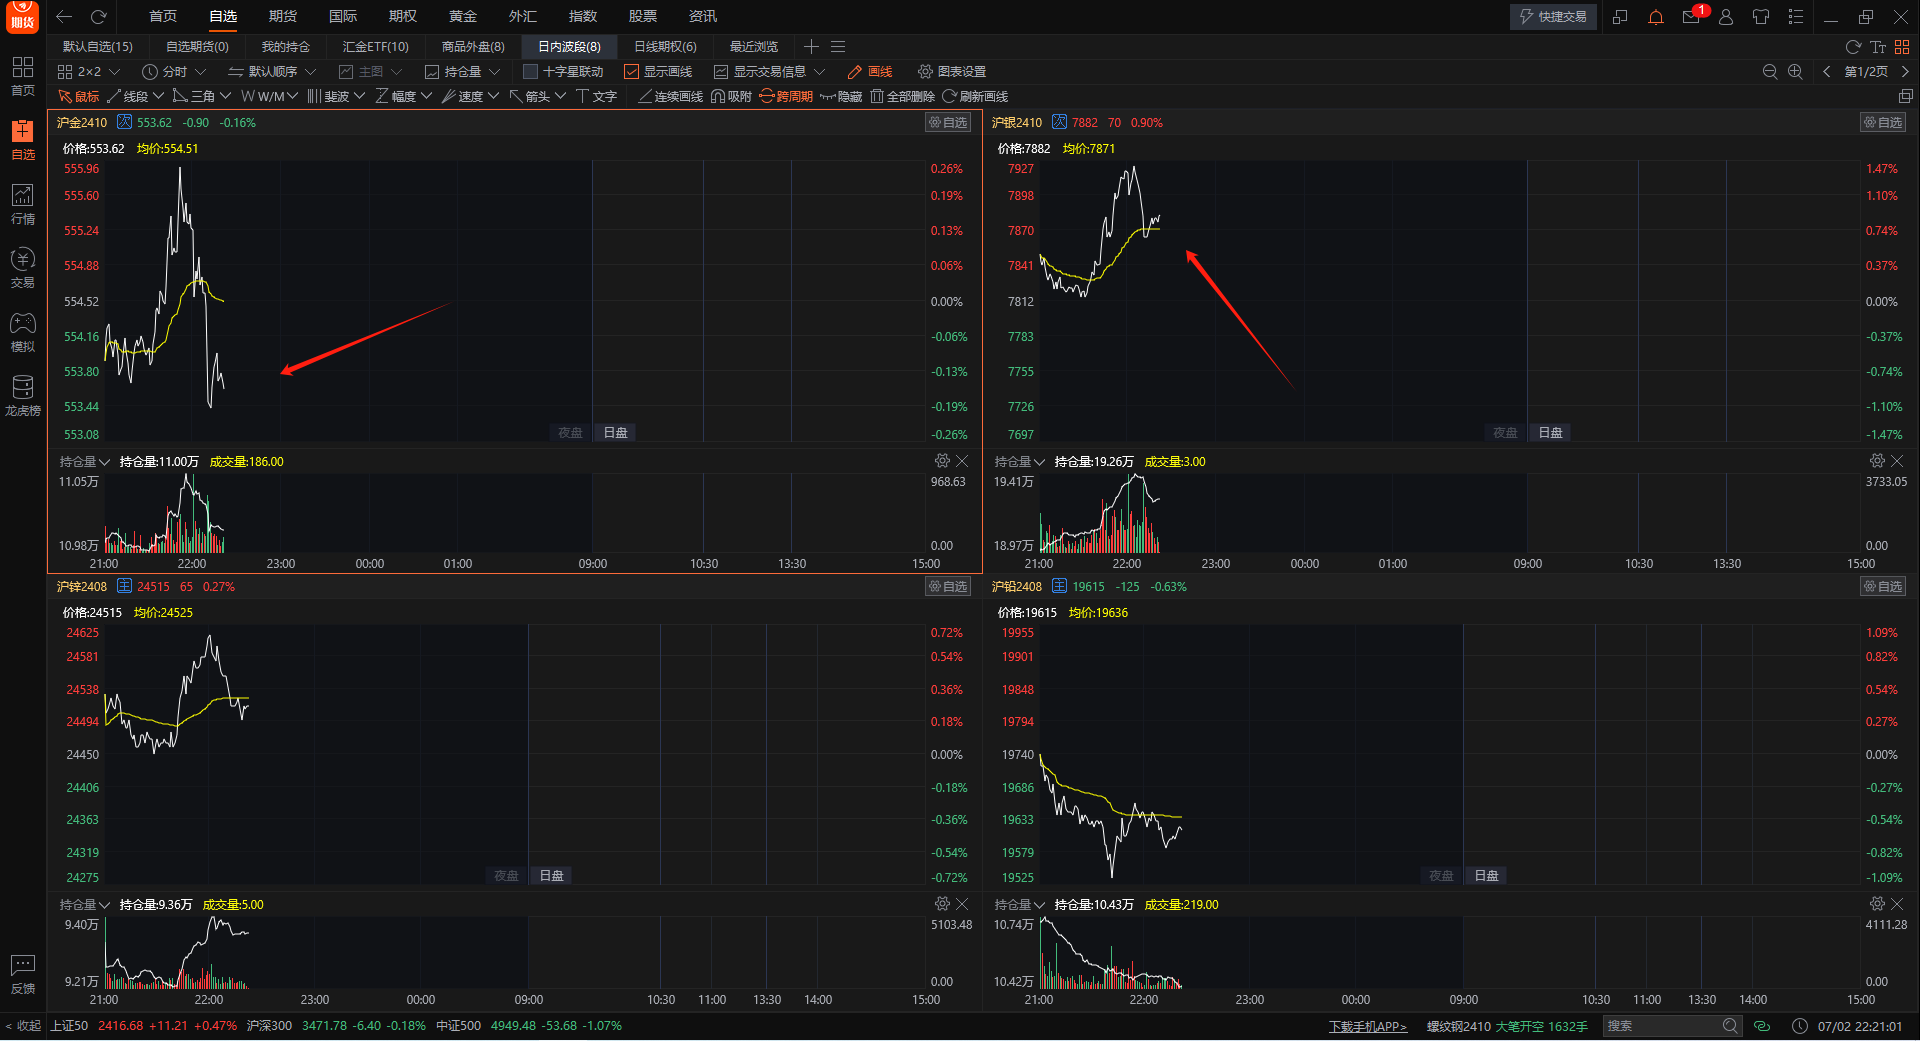 期货
首页 自选 期货 国际 期权 黄金 外汇 指数 股票 资讯
快捷交易 1
默认自选(15) 自选期货(0) 我的持仓 汇金ETF(10) 商品外盘(8) 日内波段(8) 日线期权(6) 最近浏览
2×2 分时 默认顺序 主图 持仓量 十字星联动 显示画线 显示交易信息 画线 图表设置 第1/2页
鼠标 线段 三角 W/M 斐波 幅度 速度 箭头 文字 连续画线 吸附 跨周期 隐藏 全部删除 刷新画线
首页
自选
行情
交易
模拟
龙虎榜
反馈
沪金2410 次 553.62 -0.90 -0.16% 自选
价格:553.62 均价:554.51
555.96 0.26%
555.60 0.19%
555.24 0.13%
554.88 0.06%
554.52 0.00%
554.16 -0.06%
553.80 -0.13%
553.44 -0.19%
553.08 -0.26%
夜盘 日盘
持仓量 持仓量:11.00万 成交量:186.00
11.05万 968.63
10.98万 0.00
21:00 22:00 23:00 00:00 01:00 09:00 10:30 13:30 15:00
沪银2410 次 7882 70 0.90% 自选
价格:7882 均价:7871
7927 1.47%
7898 1.10%
7870 0.74%
7841 0.37%
7812 0.00%
7783 -0.37%
7755 -0.74%
7726 -1.10%
7697 -1.47%
夜盘 日盘
持仓量 持仓量:19.26万 成交量:3.00
19.41万 3733.05
18.97万 0.00
21:00 22:00 23:00 00:00 01:00 09:00 10:30 13:30 15:00
沪锌2408 主 24515 65 0.27% 自选
价格:24515 均价:24525
24625 0.72%
24581 0.54%
24538 0.36%
24494 0.18%
24450 0.00%
24406 -0.18%
24363 -0.36%
24319 -0.54%
24275 -0.72%
夜盘 日盘
持仓量 持仓量:9.36万 成交量:5.00
9.40万 5103.48
9.21万 0.00
21:00 22:00 23:00 00:00 09:00 10:30 11:00 13:30 14:00 15:00
沪铅2408 主 19615 -125 -0.63% 自选
价格:19615 均价:19636
19955 1.09%
19901 0.82%
19848 0.54%
19794 0.27%
19740 0.00%
19686 -0.27%
19633 -0.54%
19579 -0.82%
19525 -1.09%
夜盘 日盘
持仓量 持仓量:10.43万 成交量:219.00
10.74万 4111.28
10.42万 0.00
21:00 22:00 23:00 00:00 09:00 10:30 11:00 13:30 14:00 15:00
< 收起 上证50 2416.68 +11.21 +0.47% 沪深300 3471.78 -6.40 -0.18% 中证500 4949.48 -53.68 -1.07% 下载手机APP> 螺纹钢2410 大笔开空 1632手 搜索 07/02 22:21:01